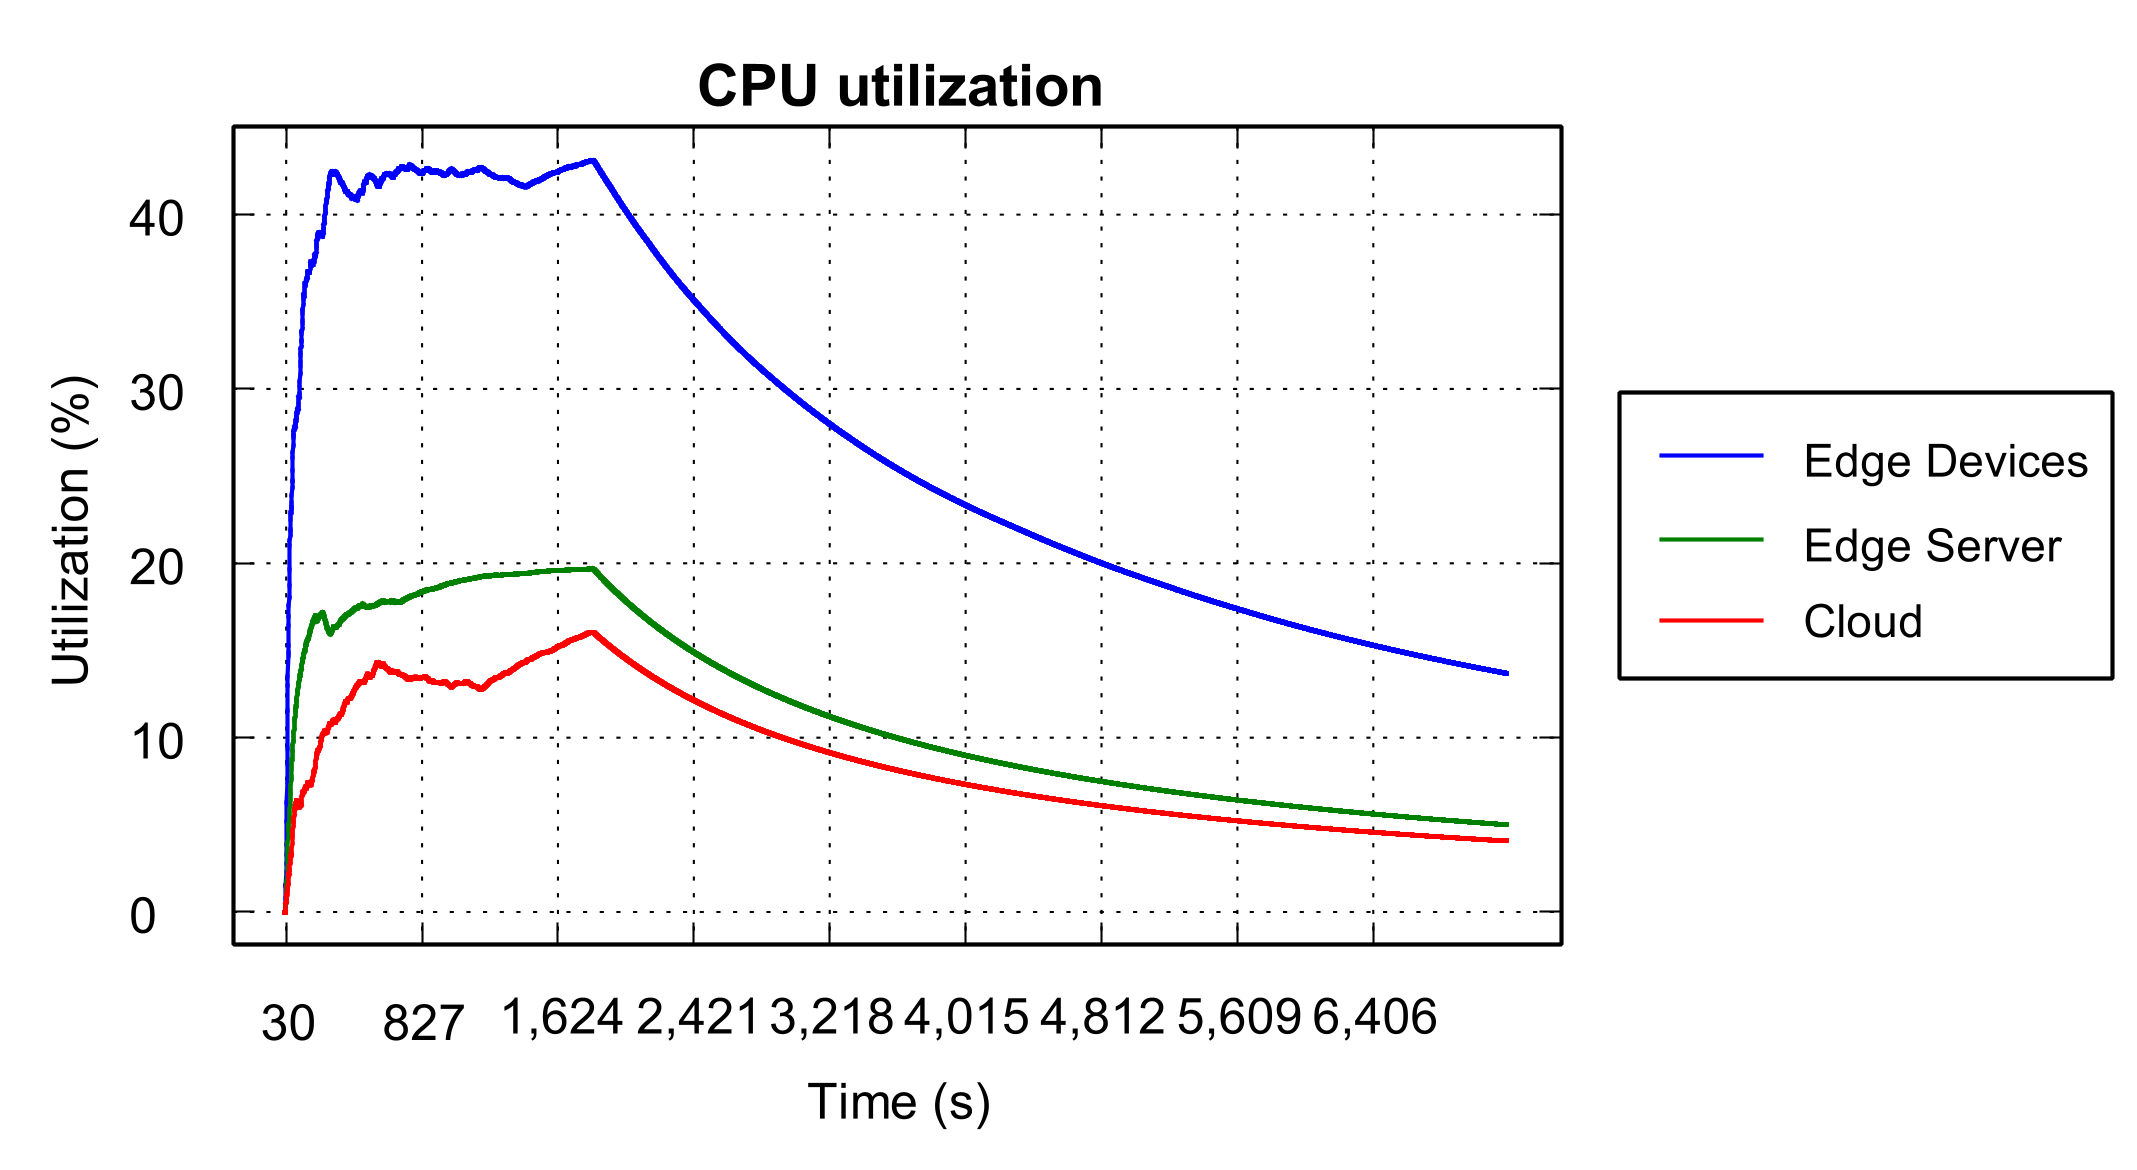 CPU utilization
Utilization (%)
40
30
20
10
0
30 827 1,624 2,421 3,218 4,015 4,812 5,609 6,406
Time (s)
Edge Devices
Edge Server
Cloud